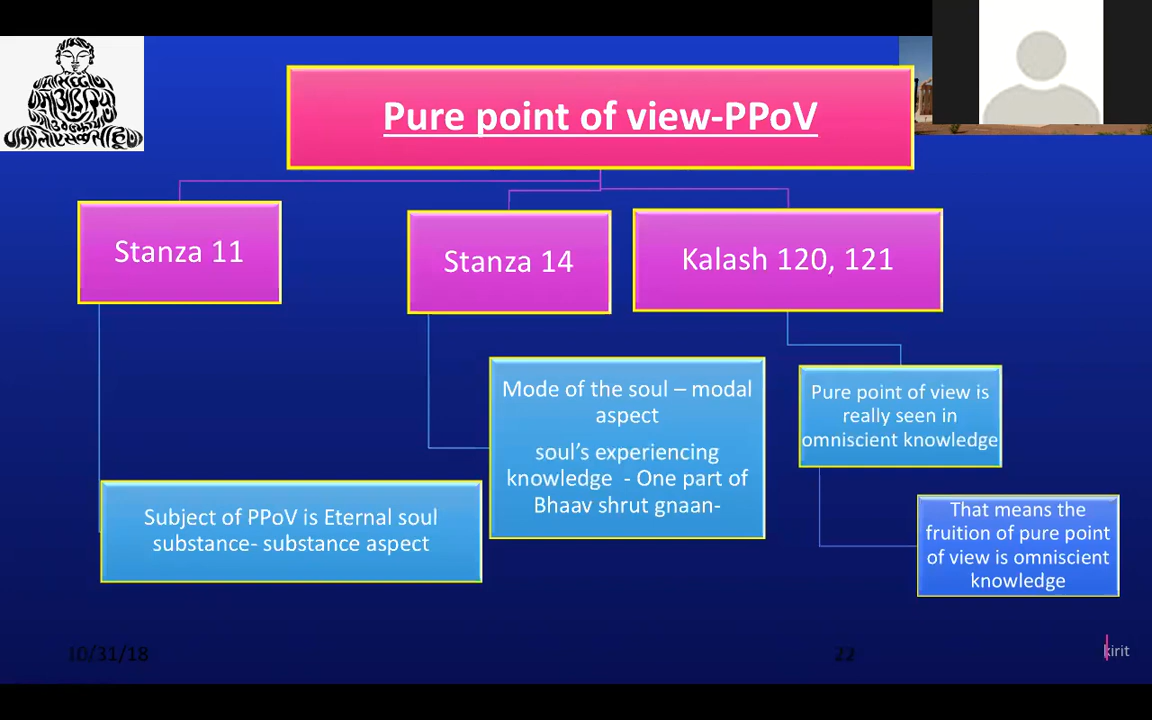 Pure point of view-PPoV
Stanza 11
Stanza 14
Kalash 120, 121
Mode of the soul – modal
aspect
soul's experiencing
knowledge - One part of
Bhaav shrut gnaan-
Pure point of view is
really seen in
omniscient knowledge
Subject of PPoV is Eternal soul
substance- substance aspect
That means the
fruition of pure point
of view is omniscient
knowledge
10/31/18
22
kirit